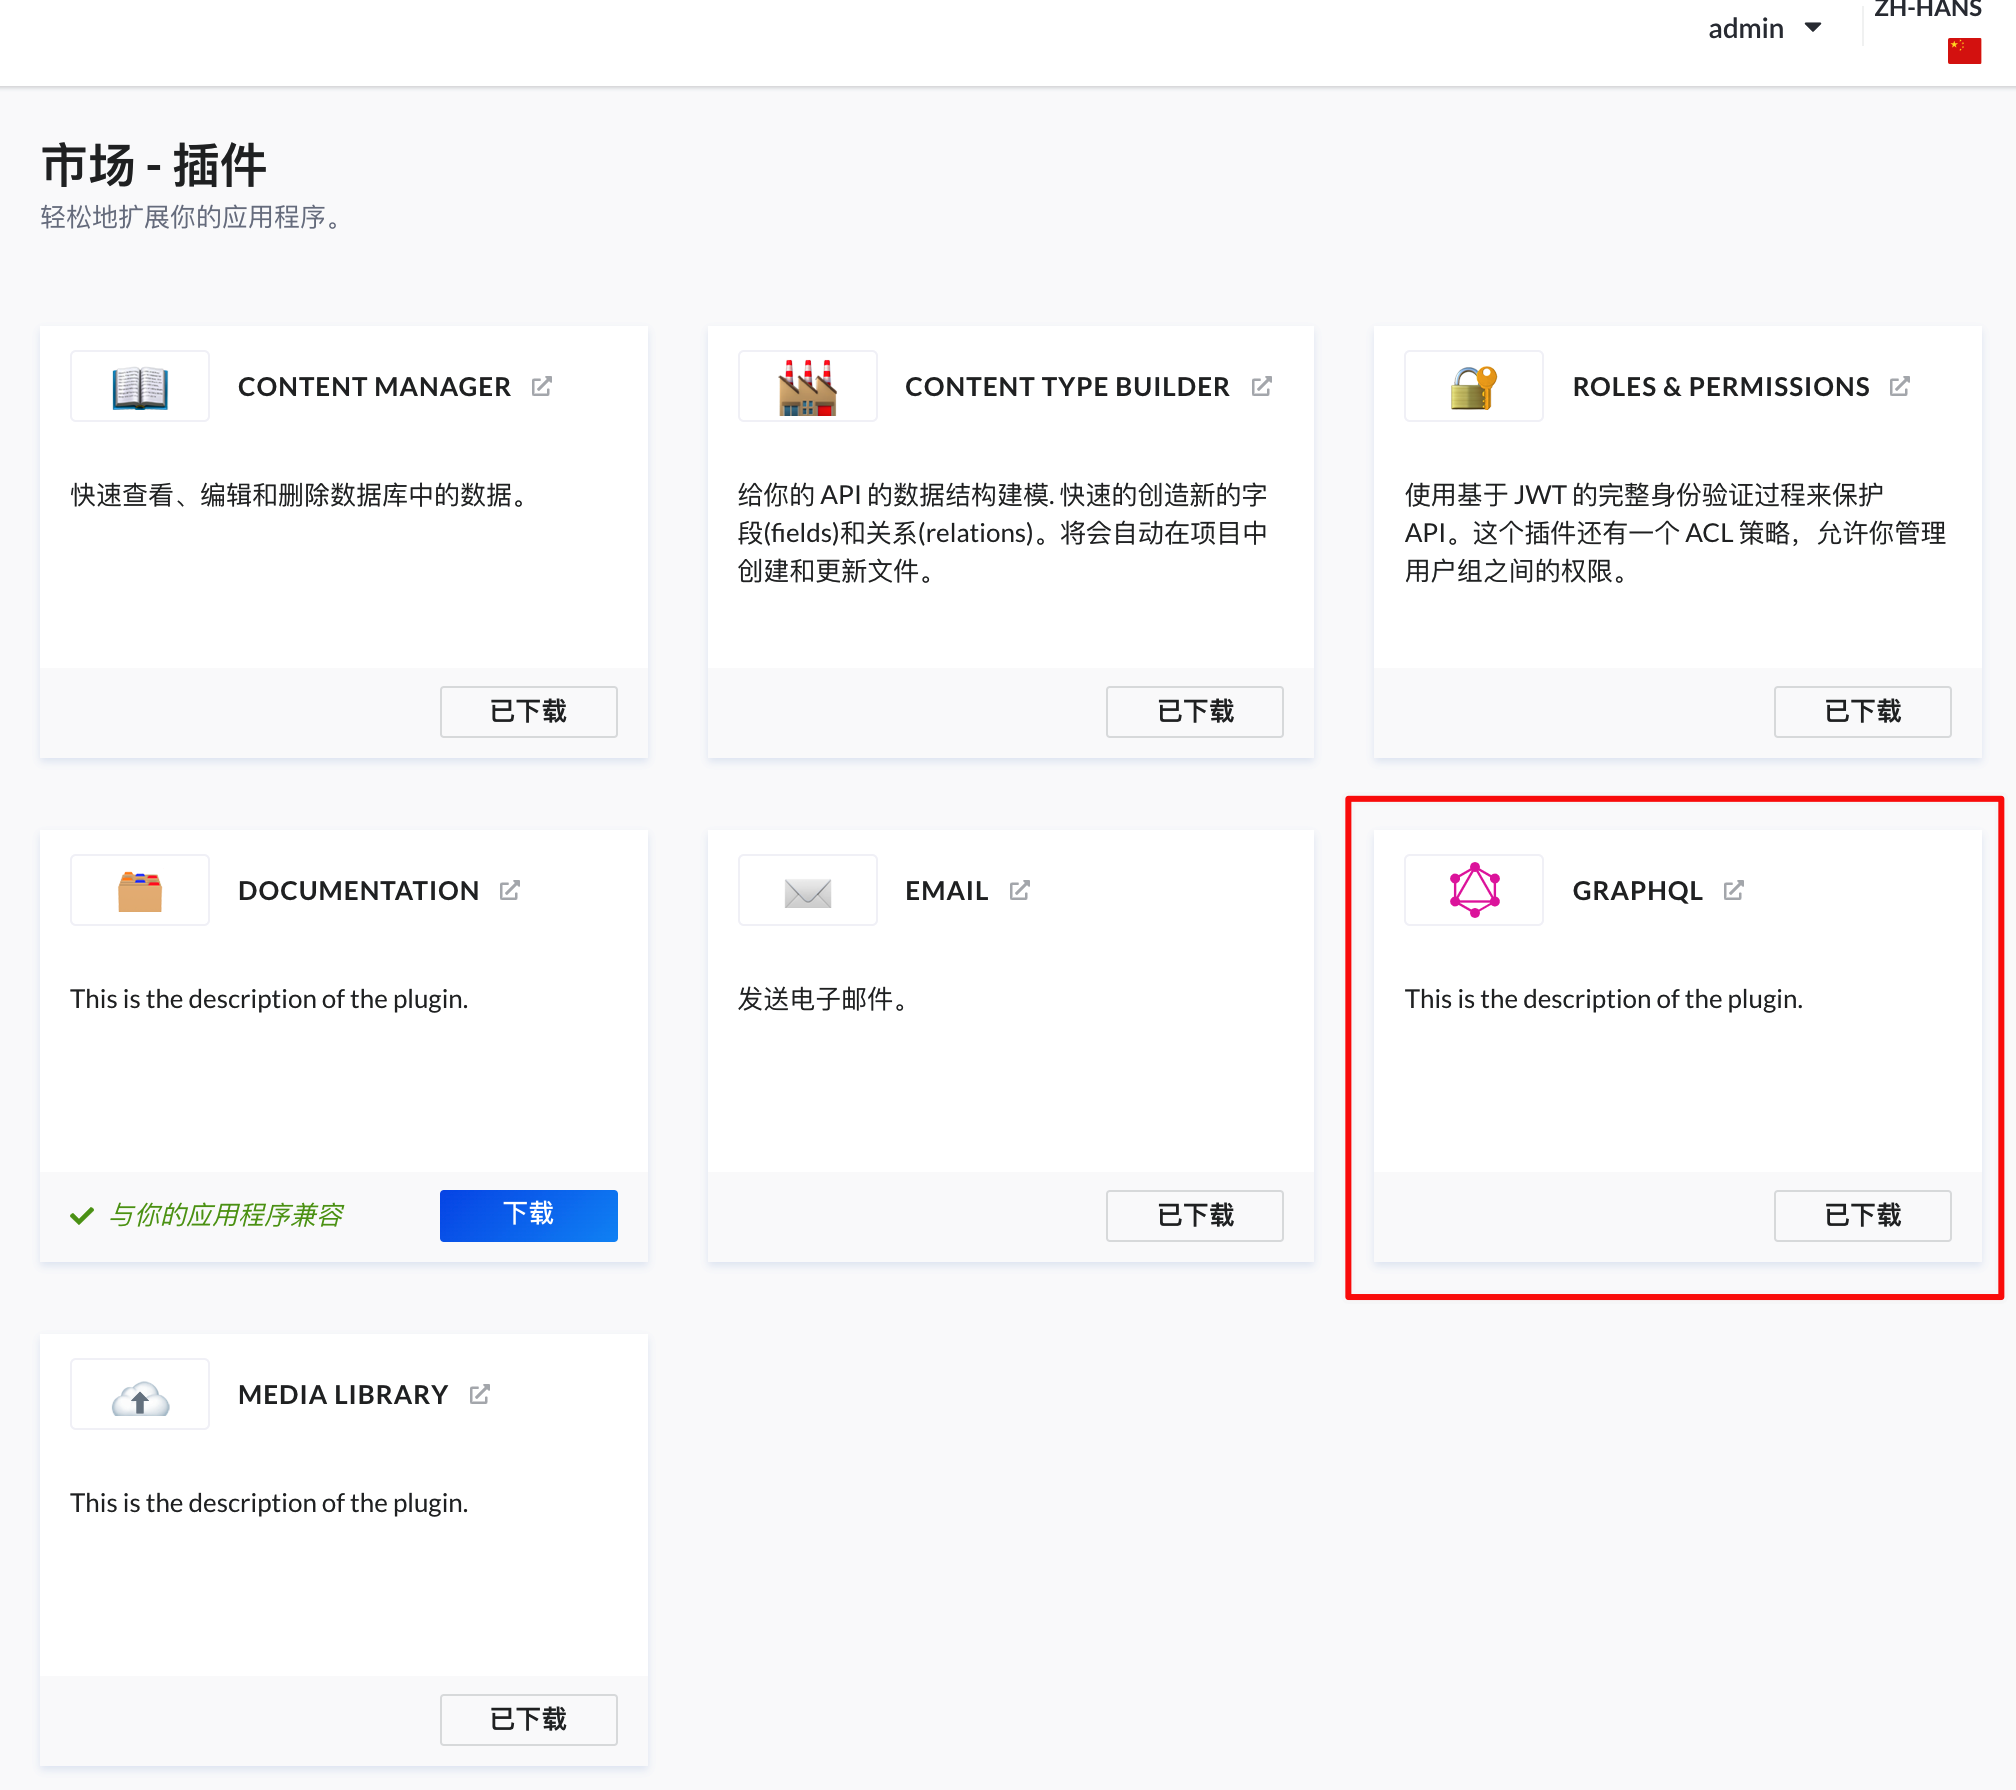 admin
ZH-HANS
市场 - 插件
轻松地扩展你的应用程序。
CONTENT MANAGER
快速查看、编辑和删除数据库中的数据。
已下载
CONTENT TYPE BUILDER
给你的 API 的数据结构建模. 快速的创造新的字
段(fields)和关系(relations)。将会自动在项目中
创建和更新文件。
已下载
ROLES & PERMISSIONS
使用基于 JWT 的完整身份验证过程来保护
API。这个插件还有一个 ACL 策略，允许你管理
用户组之间的权限。
已下载
DOCUMENTATION
This is the description of the plugin.
与你的应用程序兼容
下载
EMAIL
发送电子邮件。
已下载
GRAPHQL
This is the description of the plugin.
已下载
MEDIA LIBRARY
This is the description of the plugin.
已下载